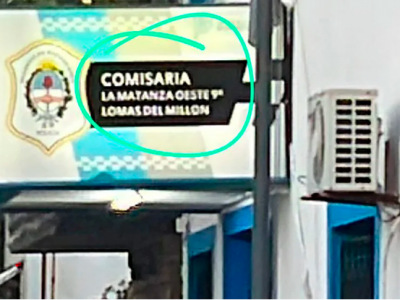 COMISARIA
LA MATANZA OESTE 9ª
LOMAS DEL MILLON